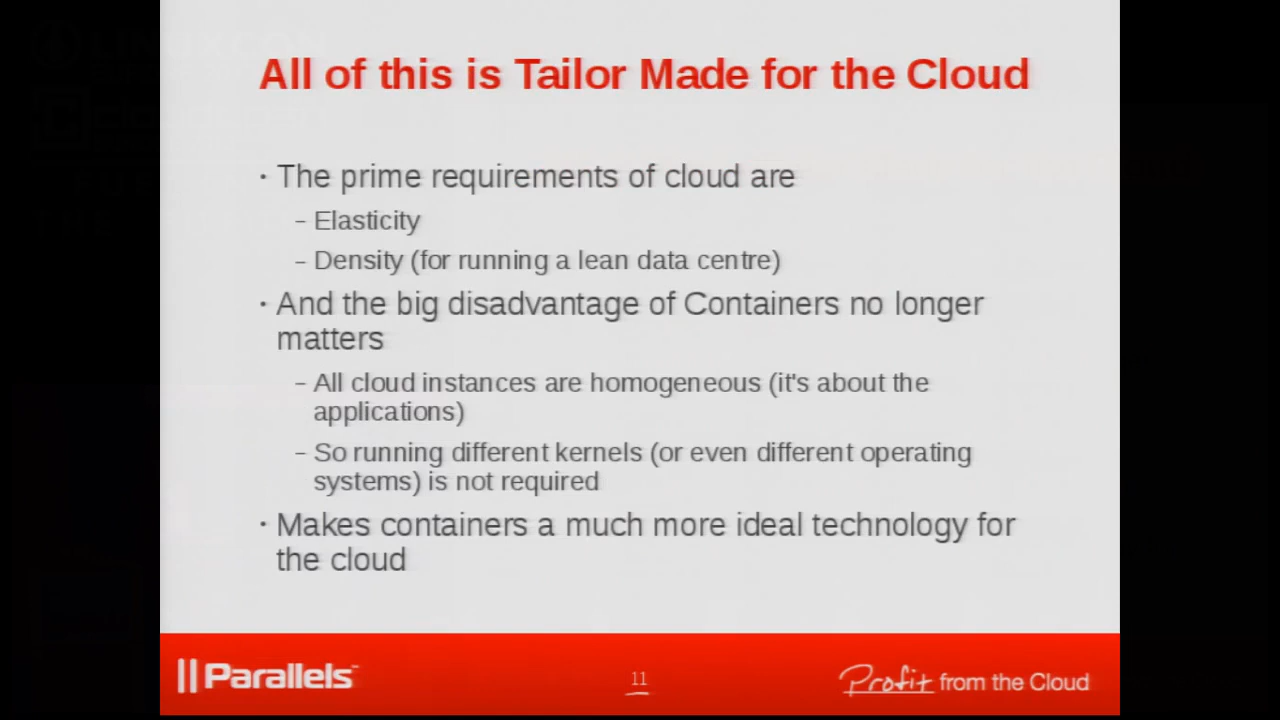 All of this is Tailor Made for the Cloud
· The prime requirements of cloud are
– Elasticity
– Density (for running a lean data centre)
· And the big disadvantage of Containers no longer
matters
– All cloud instances are homogeneous (it's about the
applications)
– So running different kernels (or even different operating
systems) is not required
· Makes containers a much more ideal technology for
the cloud
Parallels™
11
Profit from the Cloud